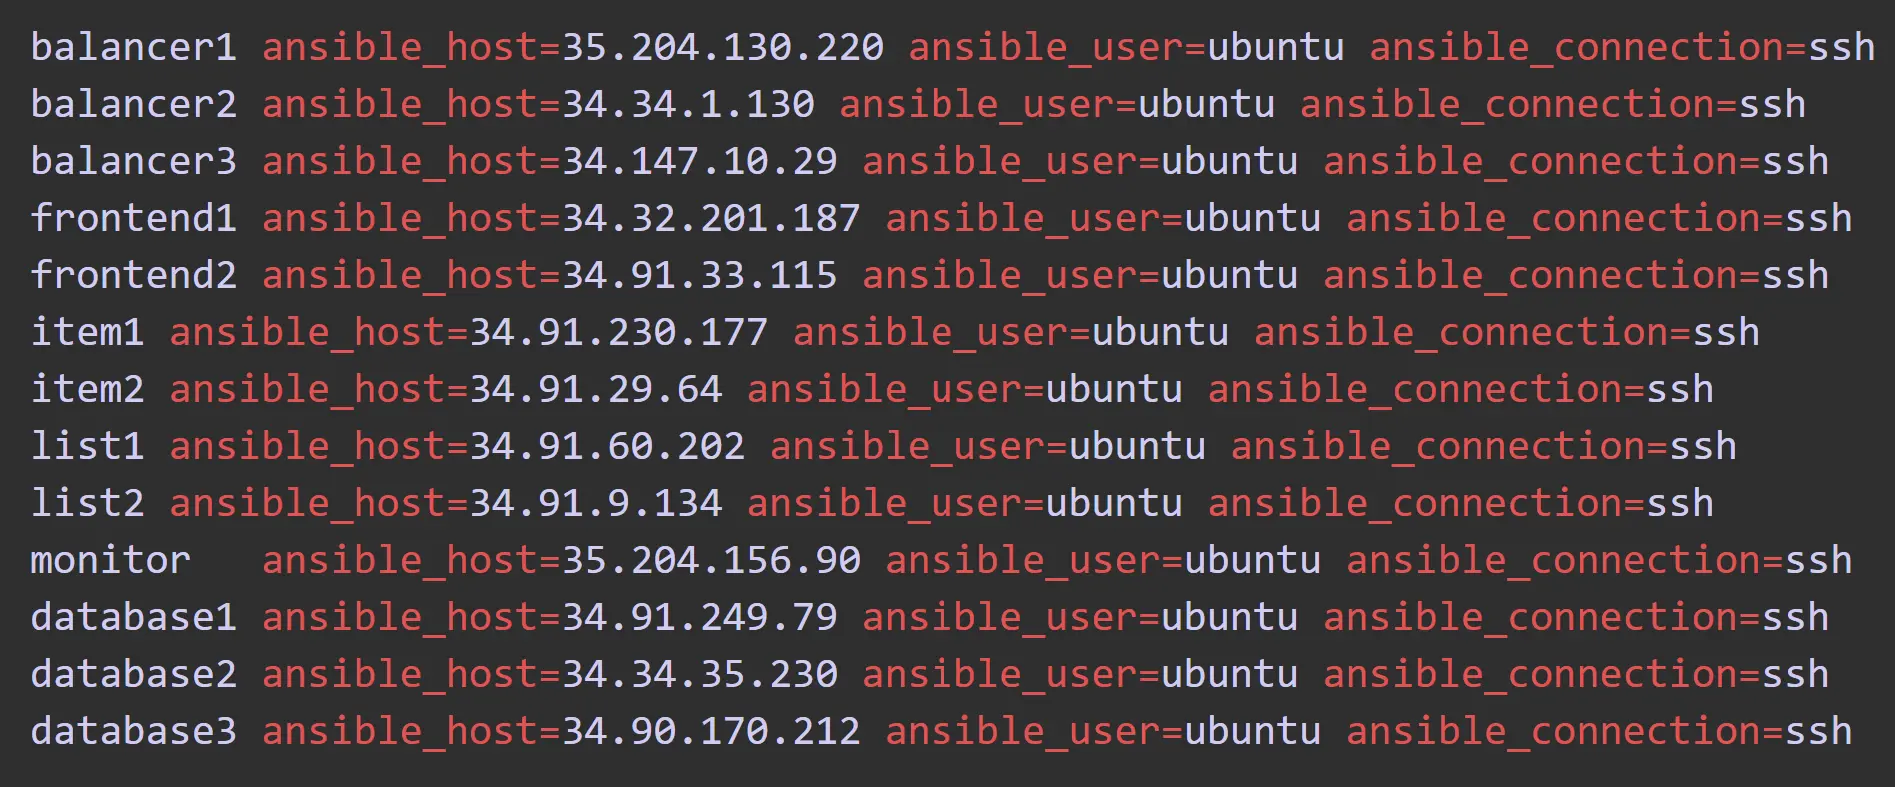 balancer1 ansible_host=35.204.130.220 ansible_user=ubuntu ansible_connection=ssh
balancer2 ansible_host=34.34.1.130 ansible_user=ubuntu ansible_connection=ssh
balancer3 ansible_host=34.147.10.29 ansible_user=ubuntu ansible_connection=ssh
frontend1 ansible_host=34.32.201.187 ansible_user=ubuntu ansible_connection=ssh
frontend2 ansible_host=34.91.33.115 ansible_user=ubuntu ansible_connection=ssh
item1 ansible_host=34.91.230.177 ansible_user=ubuntu ansible_connection=ssh
item2 ansible_host=34.91.29.64 ansible_user=ubuntu ansible_connection=ssh
list1 ansible_host=34.91.60.202 ansible_user=ubuntu ansible_connection=ssh
list2 ansible_host=34.91.9.134 ansible_user=ubuntu ansible_connection=ssh
monitor   ansible_host=35.204.156.90 ansible_user=ubuntu ansible_connection=ssh
database1 ansible_host=34.91.249.79 ansible_user=ubuntu ansible_connection=ssh
database2 ansible_host=34.34.35.230 ansible_user=ubuntu ansible_connection=ssh
database3 ansible_host=34.90.170.212 ansible_user=ubuntu ansible_connection=ssh